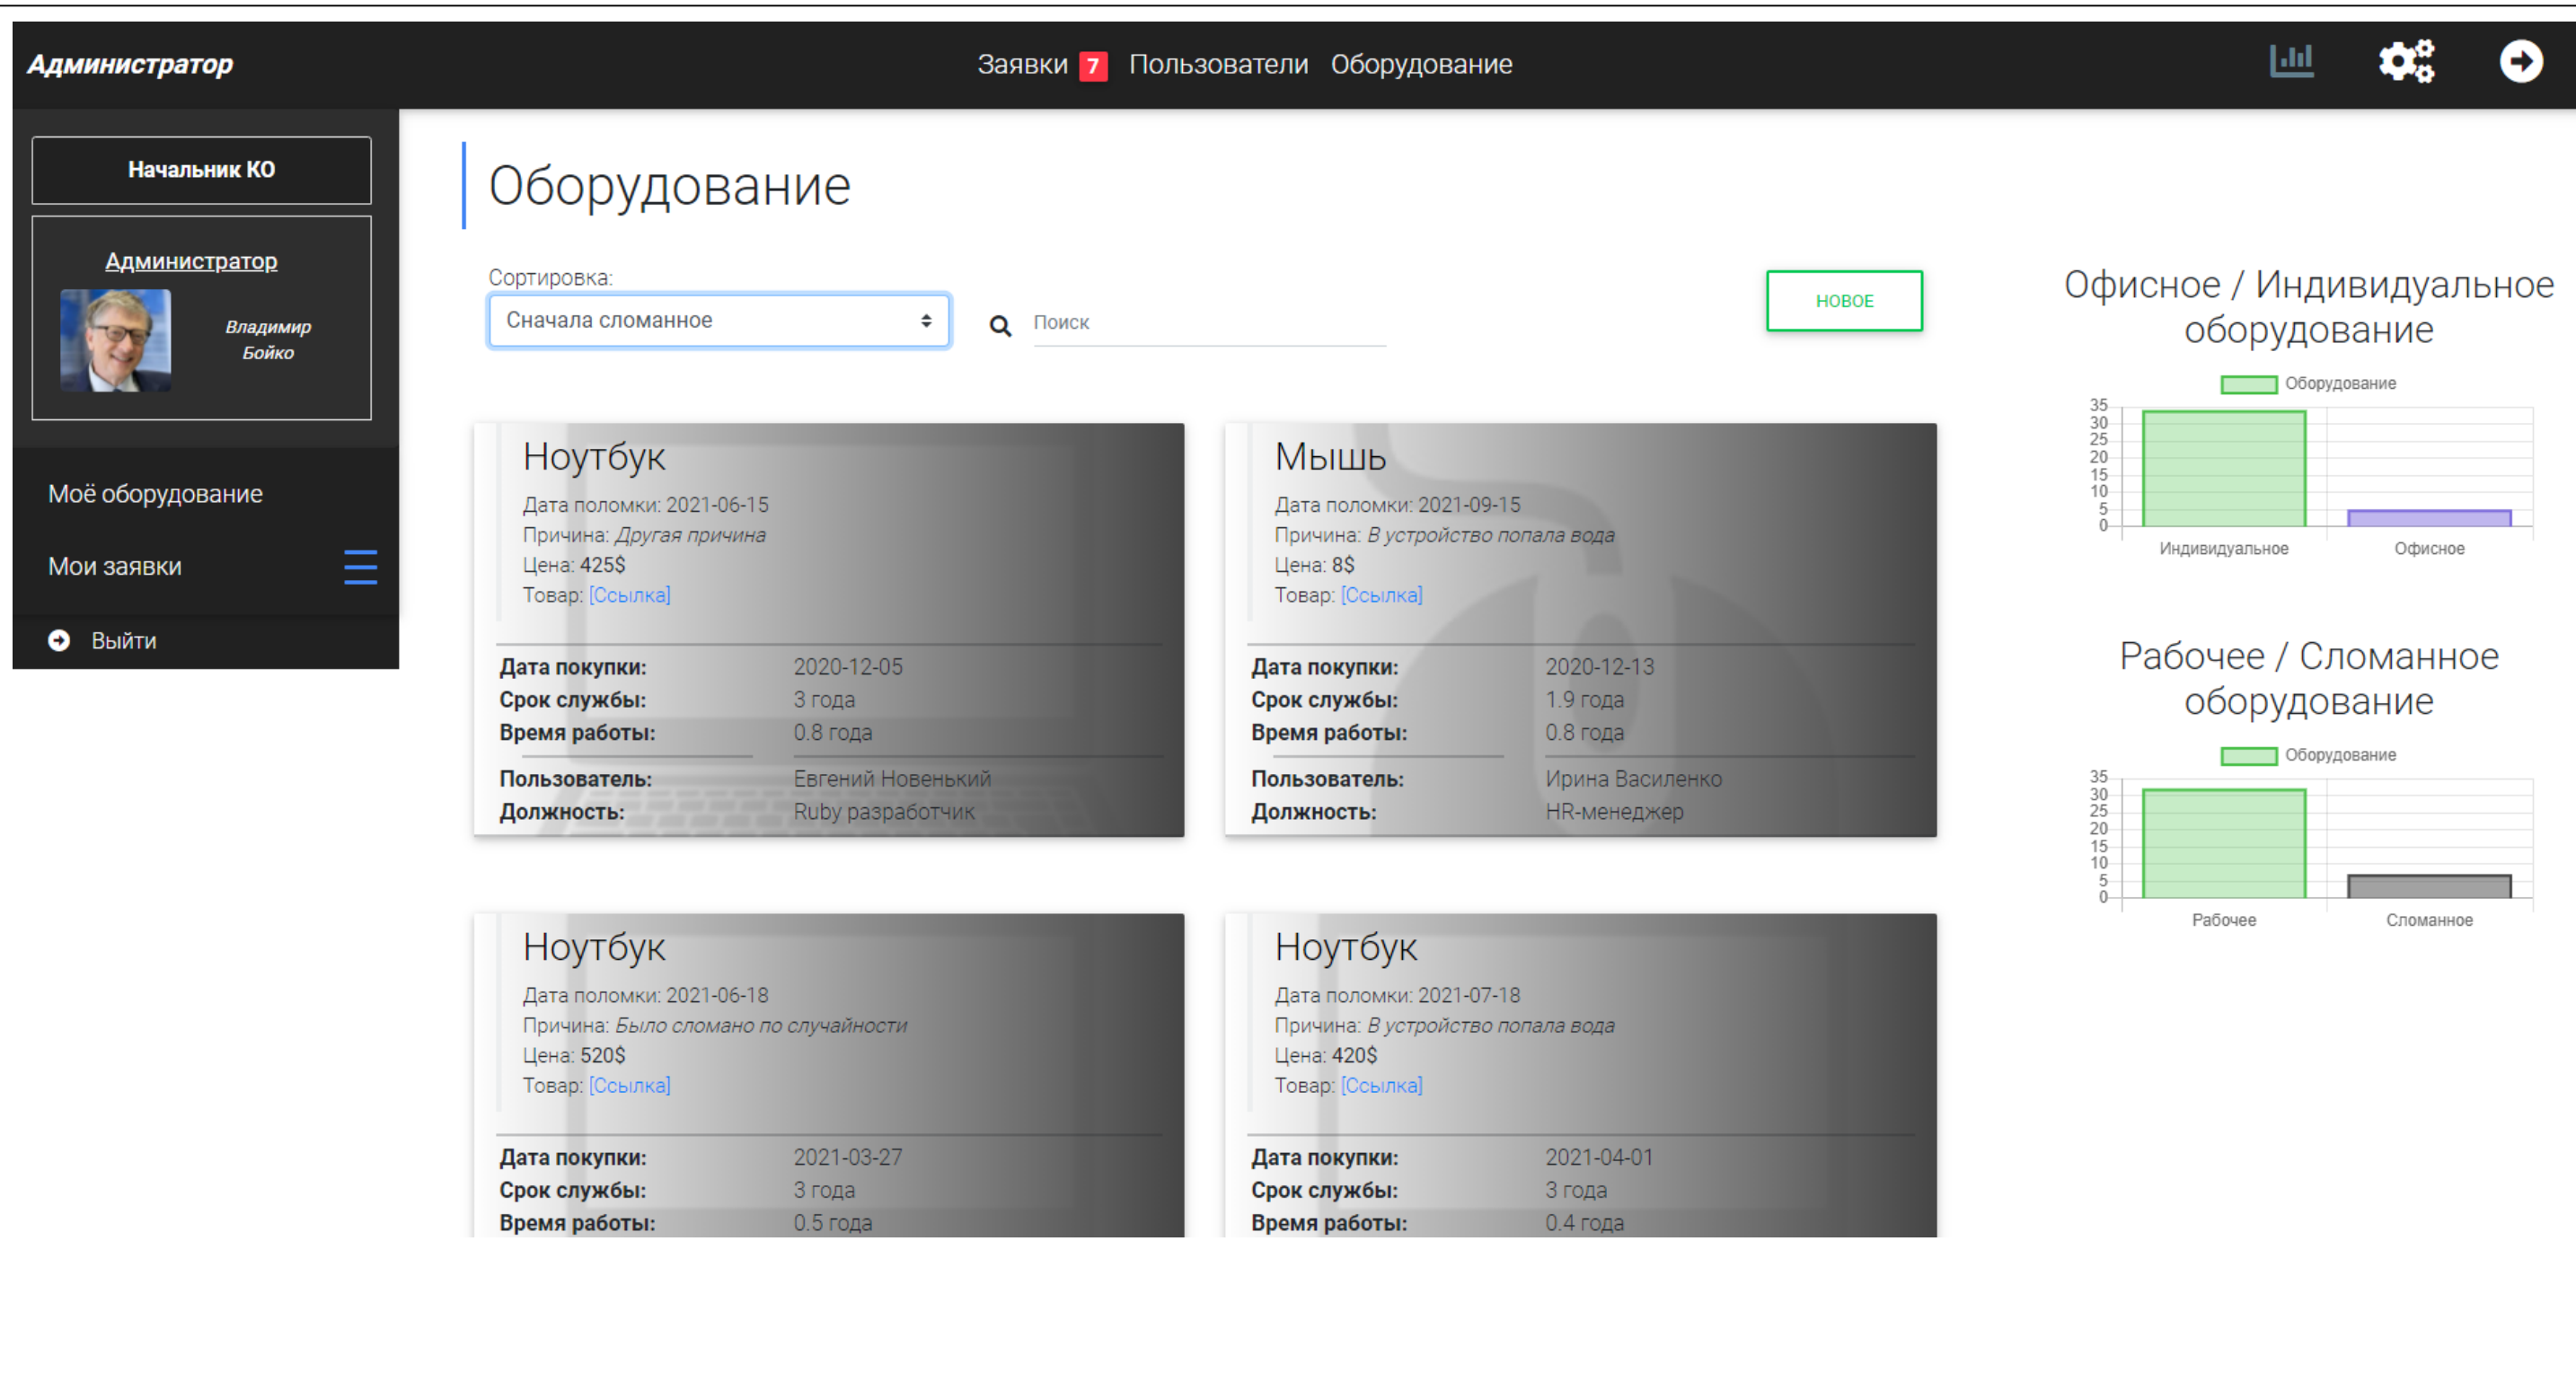 Администратор
Заявки 7 Пользователи Оборудование
Начальник КО
Администратор
Владимир
Бойко
Моё оборудование
Мои заявки
Выйти
Оборудование
Сортировка:
Сначала сломанное
Поиск
НОВОЕ
Ноутбук
Дата поломки: 2021-06-15
Причина: Другая причина
Цена: 425$
Товар: [Ссылка]
Дата покупки: 2020-12-05
Срок службы: 3 года
Время работы: 0.8 года
Пользователь: Евгений Новенький
Должность: Ruby разработчик
Мышь
Дата поломки: 2021-09-15
Причина: В устройство попала вода
Цена: 8$
Товар: [Ссылка]
Дата покупки: 2020-12-13
Срок службы: 1.9 года
Время работы: 0.8 года
Пользователь: Ирина Василенко
Должность: HR-менеджер
Ноутбук
Дата поломки: 2021-06-18
Причина: Было сломано по случайности
Цена: 520$
Товар: [Ссылка]
Дата покупки: 2021-03-27
Срок службы: 3 года
Время работы: 0.5 года
Ноутбук
Дата поломки: 2021-07-18
Причина: В устройство попала вода
Цена: 420$
Товар: [Ссылка]
Дата покупки: 2021-04-01
Срок службы: 3 года
Время работы: 0.4 года
Офисное / Индивидуальное
оборудование
Оборудование
35
30
25
20
15
10
5
0
Индивидуальное Офисное
Рабочее / Сломанное
оборудование
Оборудование
35
30
25
20
15
10
5
0
Рабочее Сломанное